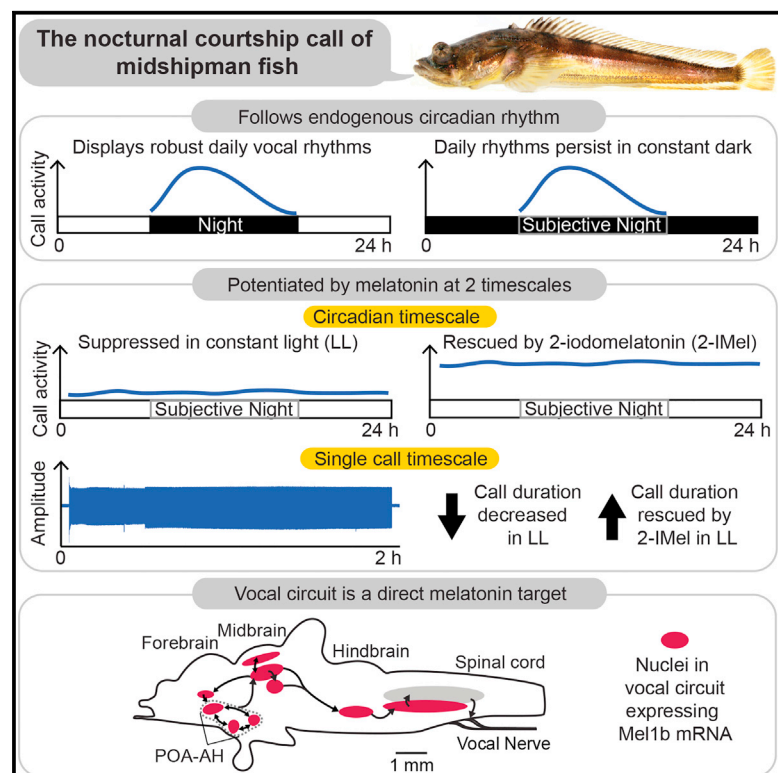 The nocturnal courtship call of
midshipman fish
Follows endogenous circadian rhythm
Displays robust daily vocal rhythms
Call activity
Night
0
24 h
Daily rhythms persist in constant dark
Subjective Night
0
24 h
Potentiated by melatonin at 2 timescales
Circadian timescale
Suppressed in constant light (LL)
Call activity
Subjective Night
0
24 h
Rescued by 2-iodomelatonin (2-IMel)
Subjective Night
0
24 h
Single call timescale
Amplitude
0
2 h
Call duration
decreased
in LL
Call duration
rescued by
2-IMel in LL
Vocal circuit is a direct melatonin target
Forebrain
Midbrain
Hindbrain
Spinal cord
POA-AH
1 mm
Vocal Nerve
Nuclei in
vocal circuit
expressing
Mel1b mRNA